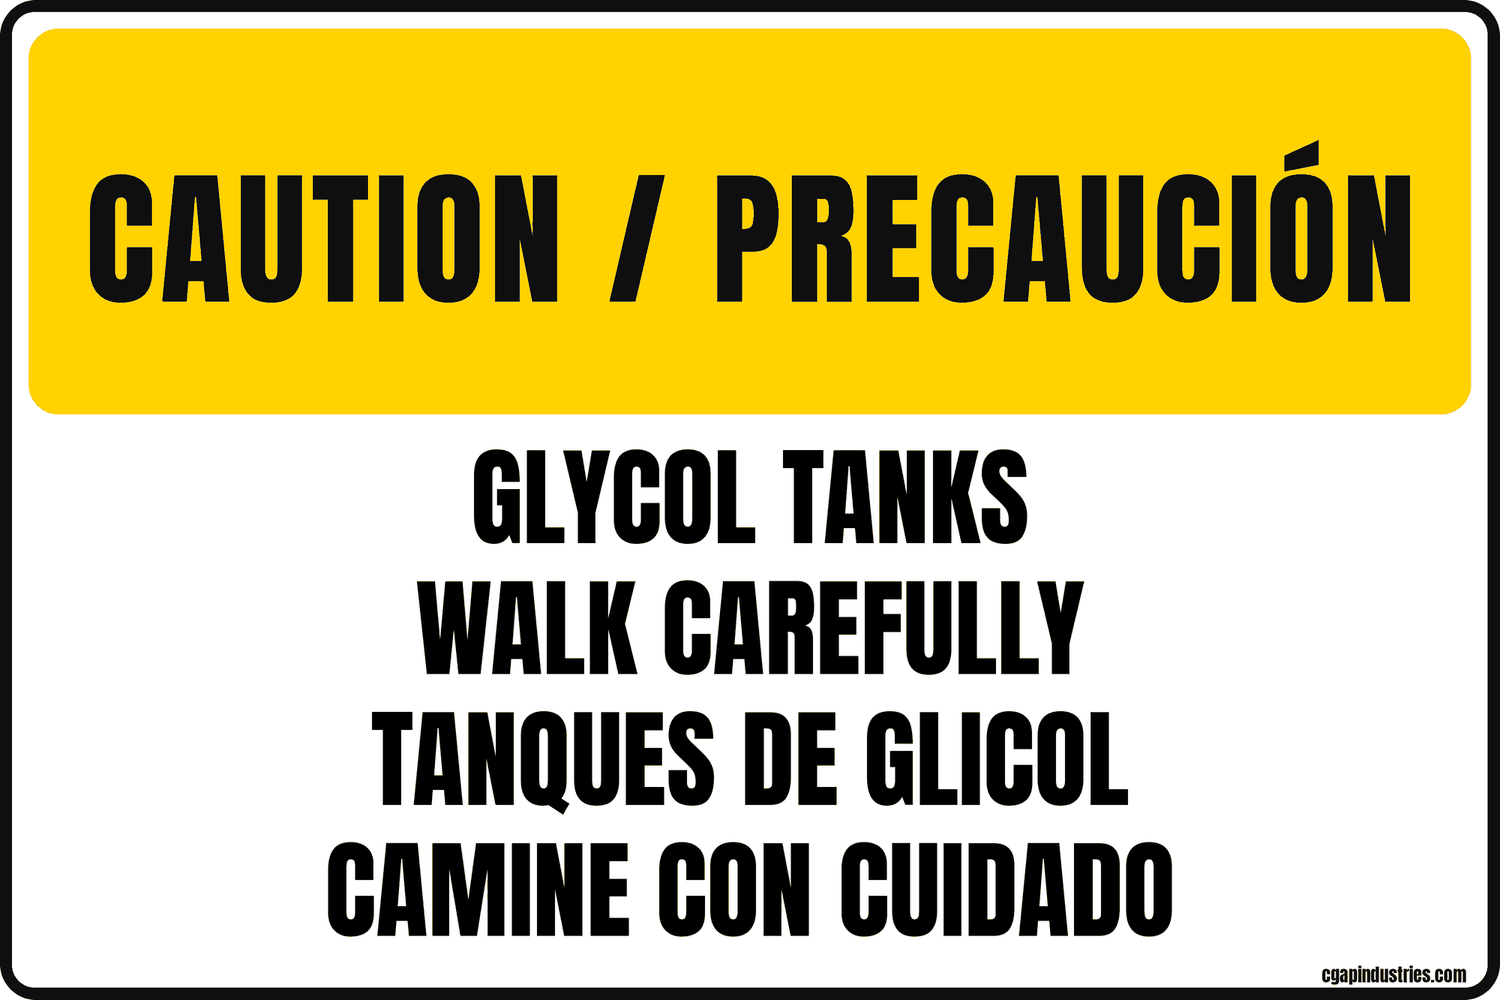 CAUTION / PRECAUCIÓN
GLYCOL TANKS
WALK CAREFULLY
TANQUES DE GLICOL
CAMINE CON CUIDADO
cgapindustries.com